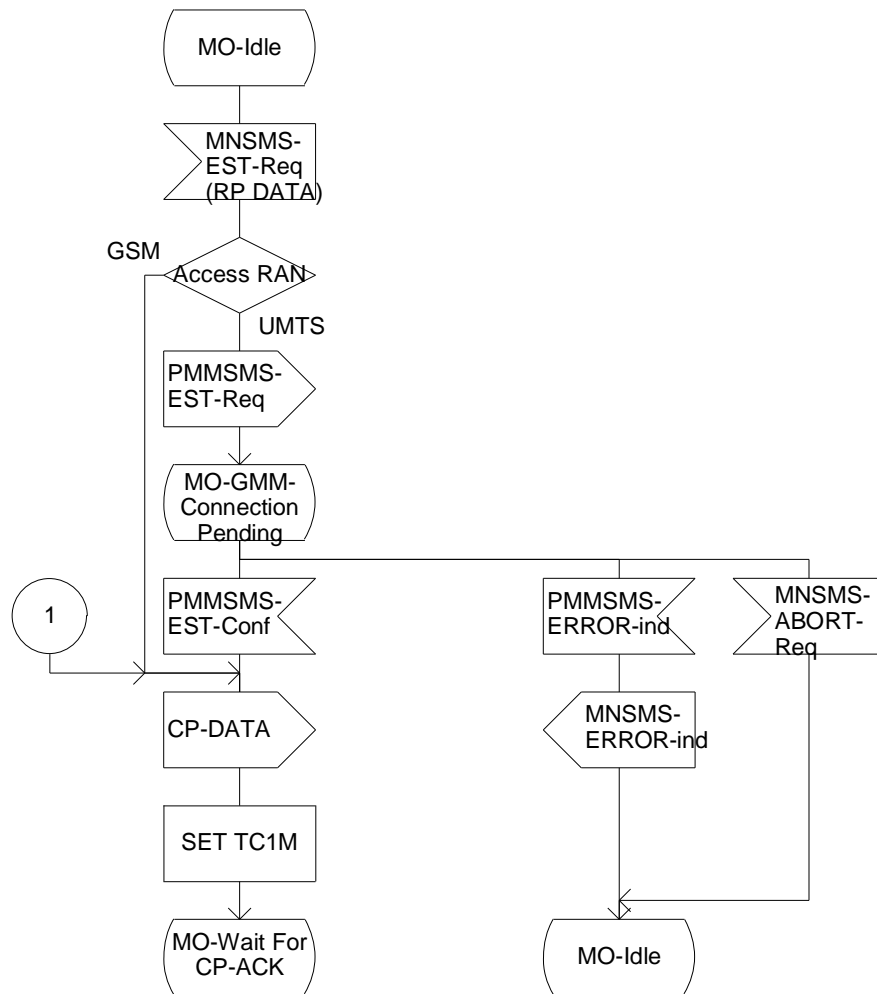 MO-Idle
MNSMS-
EST-Req
(RP DATA)
GSM
Access RAN
UMTS
PMMSMS-
EST-Req
MO-GMM-
Connection
Pending
1
PMMSMS-
EST-Conf
PMMSMS-
ERROR-ind
MNSMS-
ABORT-
Req
CP-DATA
MNSMS-
ERROR-ind
SET TC1M
MO-Wait For
CP-ACK
MO-Idle